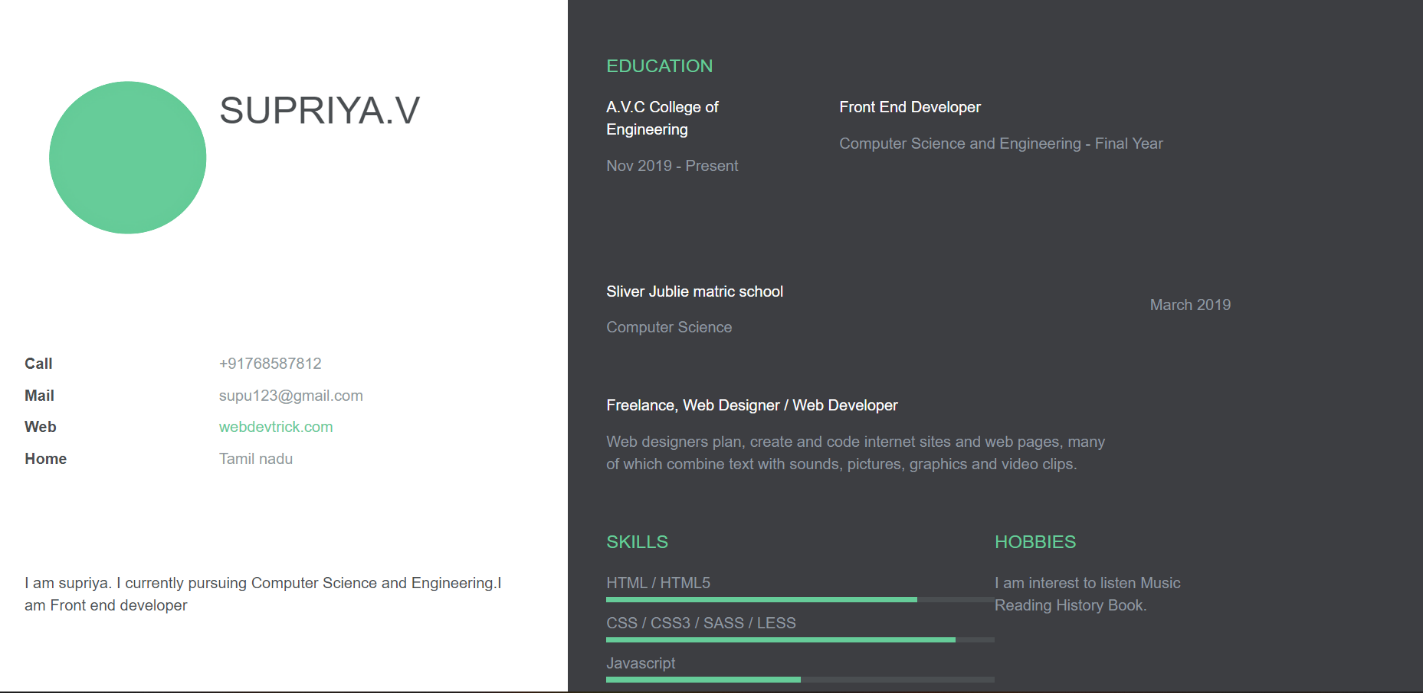 SUPRIYA.V
Call +91768587812
Mail supu123@gmail.com
Web webdevtrick.com
Home Tamil nadu
I am supriya. I currently pursuing Computer Science and Engineering.I
am Front end developer
EDUCATION
A.V.C College of
Engineering
Nov 2019 - Present
Front End Developer
Computer Science and Engineering - Final Year
Sliver Jublie matric school
Computer Science
March 2019
Freelance, Web Designer / Web Developer
Web designers plan, create and code internet sites and web pages, many
of which combine text with sounds, pictures, graphics and video clips.
SKILLS
HTML / HTML5
CSS / CSS3 / SASS / LESS
Javascript
HOBBIES
I am interest to listen Music
Reading History Book.